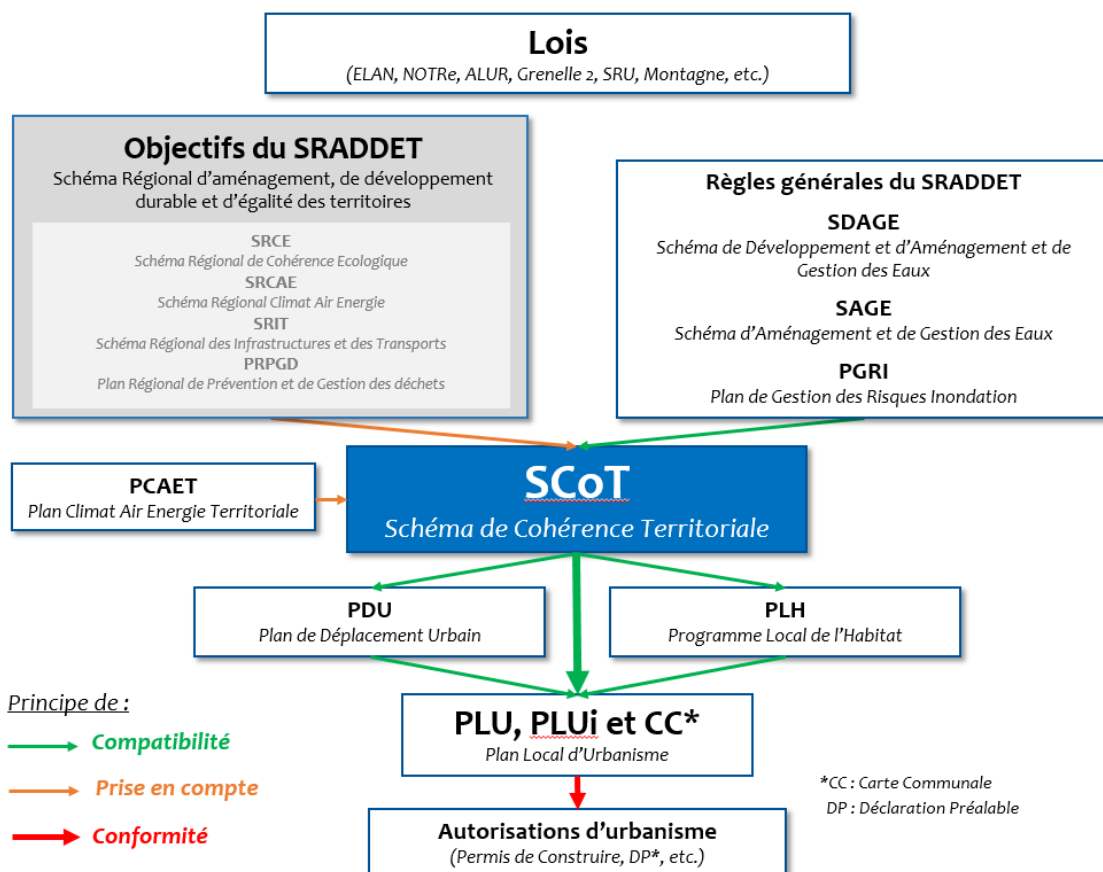 Lois
(ELAN, NOTRe, ALUR, Grenelle 2, SRU, Montagne, etc.)
Objectifs du SRADDET
Schéma Régional d'aménagement, de développement
durable et d'égalité des territoires
SRCE
Schéma Régional de Cohérence Ecologique
SRCAE
Schéma Régional Climat Air Energie
SRIT
Schéma Régional des Infrastructures et des Transports
PRPGD
Plan Régional de Prévention et de Gestion des déchets
Règles générales du SRADDET
SDAGE
Schéma de Développement et d'Aménagement et de
Gestion des Eaux
SAGE
Schéma d'Aménagement et de Gestion des Eaux
PGRI
Plan de Gestion des Risques Inondation
PCAET
Plan Climat Air Energie Territoriale
SCoT
Schéma de Cohérence Territoriale
PDU
Plan de Déplacement Urbain
PLH
Programme Local de l'Habitat
PLU, PLUi et CC*
Plan Local d'Urbanisme
Principe de :
Compatibilité
Prise en compte
Conformité
*CC : Carte Communale
DP : Déclaration Préalable
Autorisations d'urbanisme
(Permis de Construire, DP*, etc.)